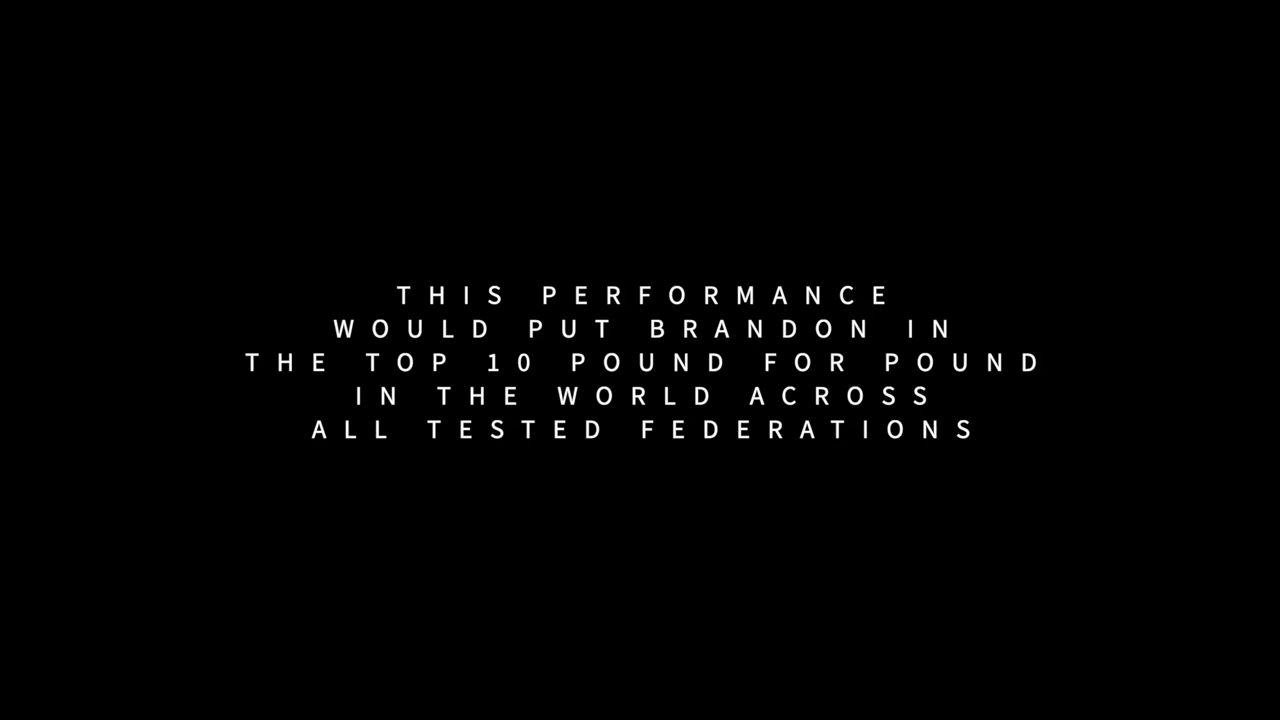 THIS PERFORMANCE
WOULD PUT BRANDON IN
THE TOP 10 POUND FOR POUND
IN THE WORLD ACROSS
ALL TESTED FEDERATIONS